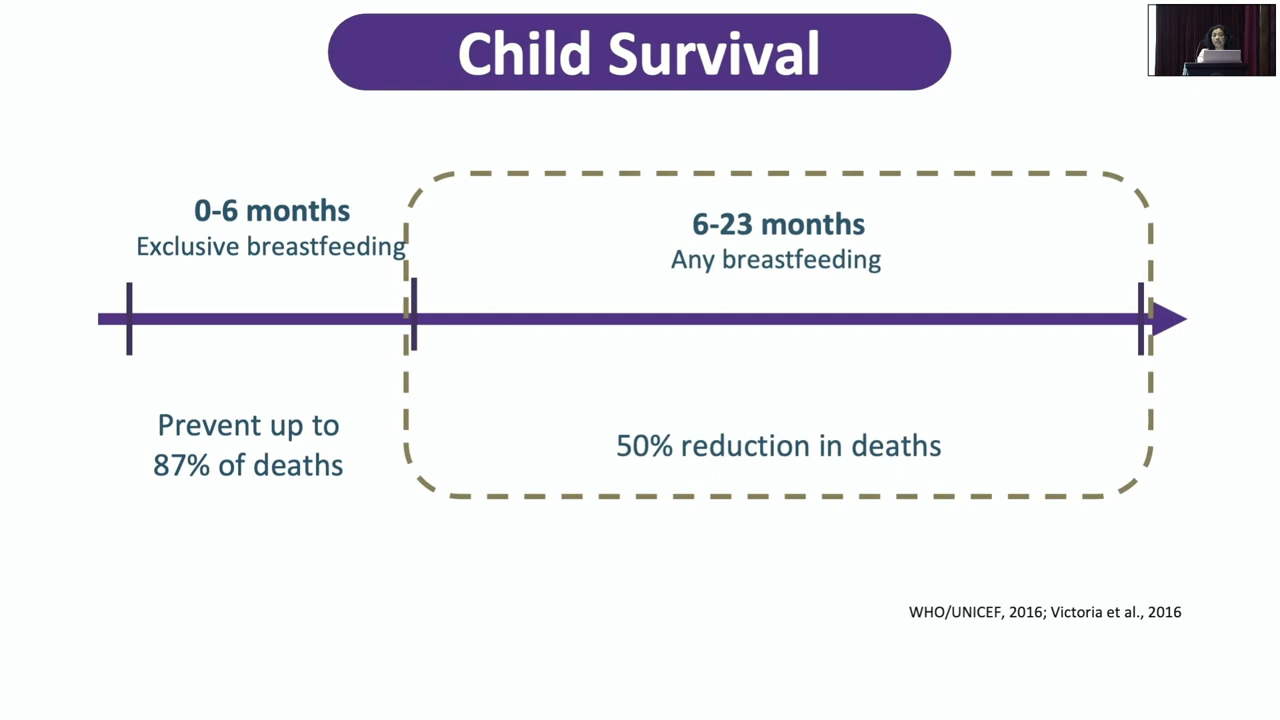 Child Survival
0-6 months
Exclusive breastfeeding
6-23 months
Any breastfeeding
Prevent up to
87% of deaths
50% reduction in deaths
WHO/UNICEF, 2016; Victoria et al., 2016